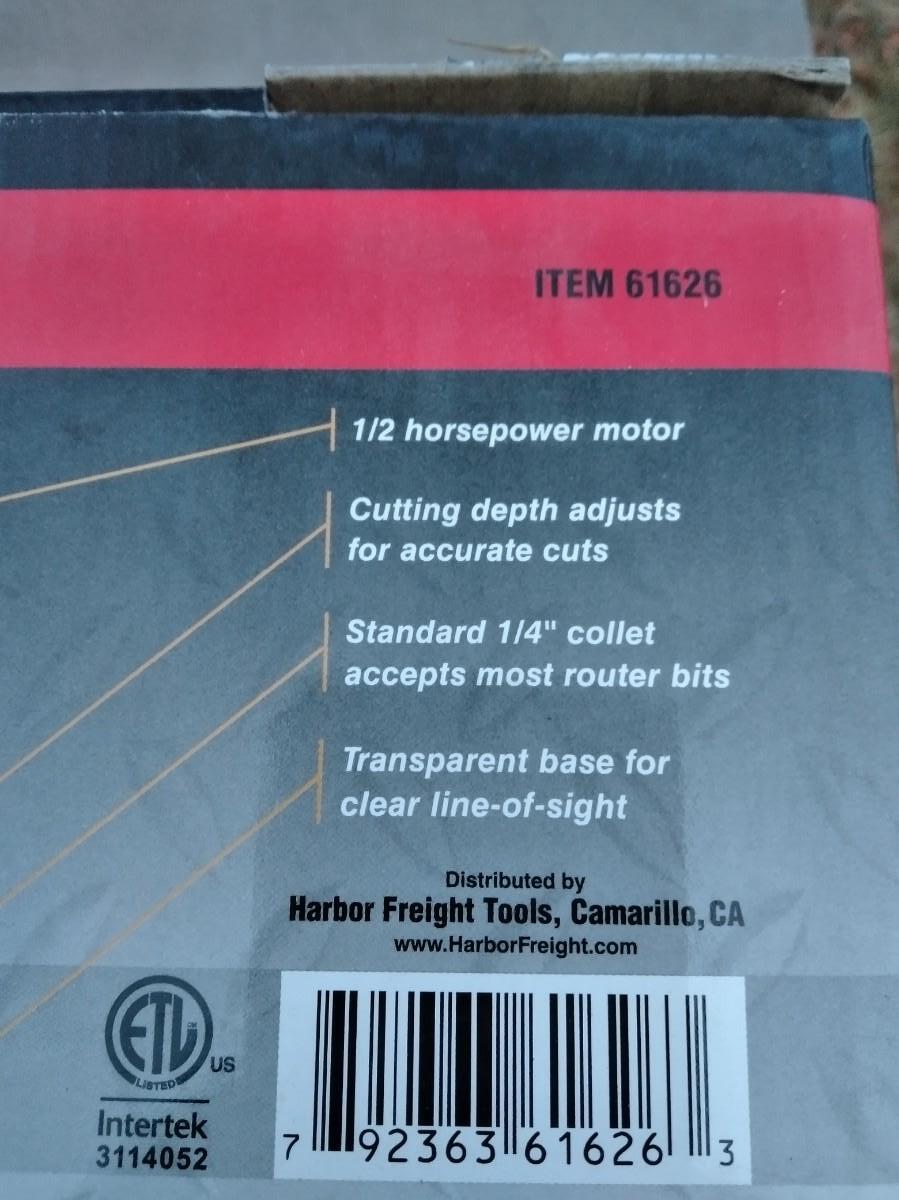 ITEM 61626
1/2 horsepower motor
Cutting depth adjusts
for accurate cuts
Standard 1/4" collet
accepts most router bits
Transparent base for
clear line-of-sight
Distributed by
Harbor Freight Tools, Camarillo, CA
www.HarborFreight.com
ETL
CM
LISTED
US
Intertek
3114052
7 92363 61626 3